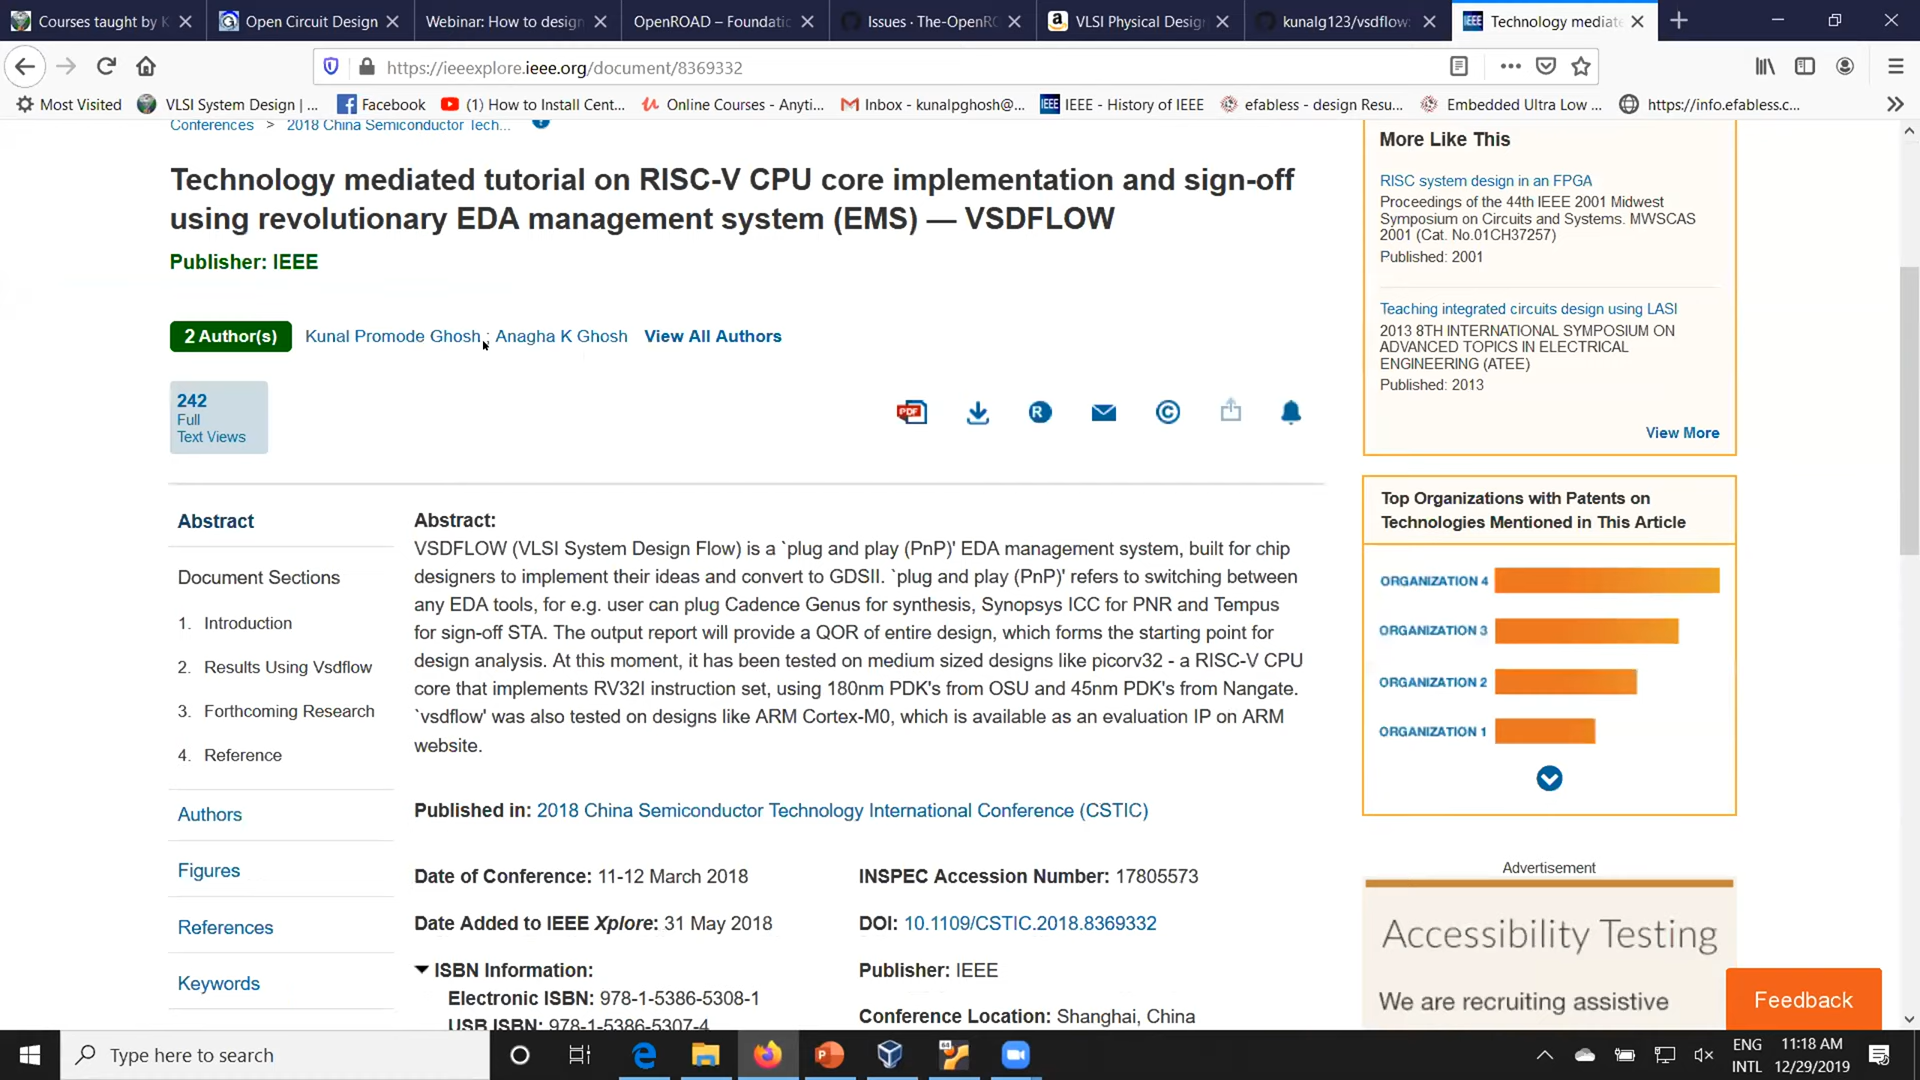 Courses taught by K
Open Circuit Design
Webinar: How to design
OpenROAD – Foundatio
Issues · The-OpenRO
VLSI Physical Design
kunalg123/vsdflow
Technology mediate
https://ieeexplore.ieee.org/document/8369332
Most Visited
VLSI System Design | ...
Facebook
(1) How to Install Cent...
Online Courses - Anyti...
Inbox - kunalpghosh@...
IEEE - History of IEEE
efabless - design Resu...
Embedded Ultra Low ...
https://info.efabless.c...
Conferences > 2018 China Semiconductor Tech... ?
Technology mediated tutorial on RISC-V CPU core implementation and sign-off
using revolutionary EDA management system (EMS) — VSDFLOW
Publisher: IEEE
2 Author(s) Kunal Promode Ghosh ; Anagha K Ghosh View All Authors
242
Full
Text Views
PDF
R
©
Abstract
Document Sections
1. Introduction
2. Results Using Vsdflow
3. Forthcoming Research
4. Reference
Authors
Figures
References
Keywords
Abstract:
VSDFLOW (VLSI System Design Flow) is a `plug and play (PnP)' EDA management system, built for chip
designers to implement their ideas and convert to GDSII. `plug and play (PnP)' refers to switching between
any EDA tools, for e.g. user can plug Cadence Genus for synthesis, Synopsys ICC for PNR and Tempus
for sign-off STA. The output report will provide a QOR of entire design, which forms the starting point for
design analysis. At this moment, it has been tested on medium sized designs like picorv32 - a RISC-V CPU
core that implements RV32I instruction set, using 180nm PDK's from OSU and 45nm PDK's from Nangate.
`vsdflow' was also tested on designs like ARM Cortex-M0, which is available as an evaluation IP on ARM
website.
Published in: 2018 China Semiconductor Technology International Conference (CSTIC)
Date of Conference: 11-12 March 2018
Date Added to IEEE Xplore: 31 May 2018
ISBN Information:
Electronic ISBN: 978-1-5386-5308-1
USB ISBN: 978-1-5386-5307-4
INSPEC Accession Number: 17805573
DOI: 10.1109/CSTIC.2018.8369332
Publisher: IEEE
Conference Location: Shanghai, China
More Like This
RISC system design in an FPGA
Proceedings of the 44th IEEE 2001 Midwest
Symposium on Circuits and Systems. MWSCAS
2001 (Cat. No.01CH37257)
Published: 2001
Teaching integrated circuits design using LASI
2013 8TH INTERNATIONAL SYMPOSIUM ON
ADVANCED TOPICS IN ELECTRICAL
ENGINEERING (ATEE)
Published: 2013
View More
Top Organizations with Patents on
Technologies Mentioned in This Article
ORGANIZATION 4
ORGANIZATION 3
ORGANIZATION 2
ORGANIZATION 1
Advertisement
Accessibility Testing
We are recruiting assistive
Feedback
Type here to search
ENG
INTL
11:18 AM
12/29/2019